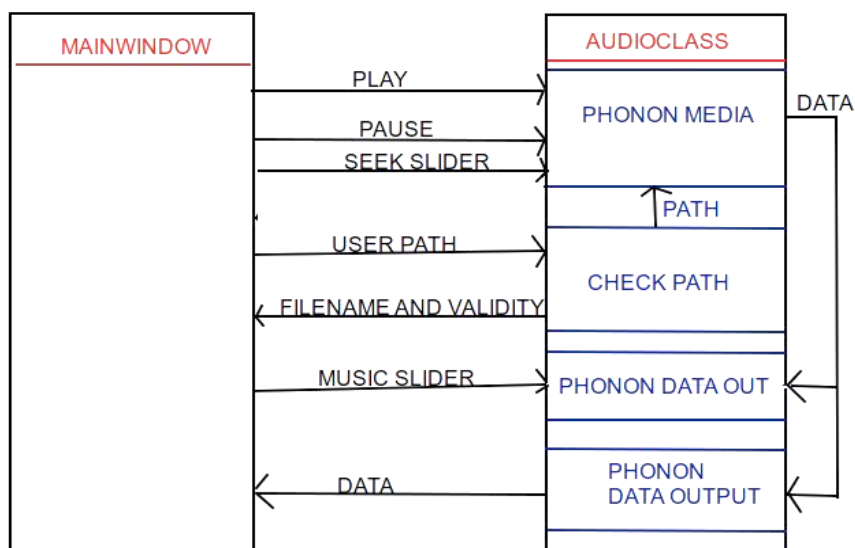 MAINWINDOW
AUDIOCLASS
PLAY
PHONON MEDIA
DATA
PAUSE
SEEK SLIDER
PATH
USER PATH
CHECK PATH
FILENAME AND VALIDITY
MUSIC SLIDER
PHONON DATA OUT
DATA
PHONON
DATA OUTPUT